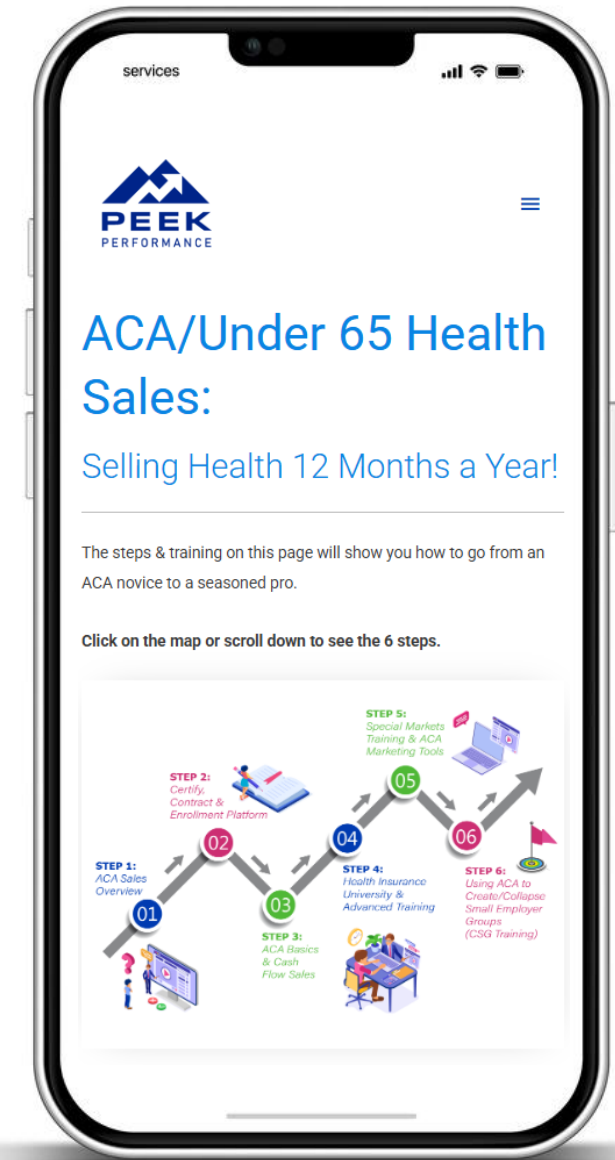 services
PEEK
PERFORMANCE
ACA/Under 65 Health
Sales:
Selling Health 12 Months a Year!
The steps & training on this page will show you how to go from an
ACA novice to a seasoned pro.
Click on the map or scroll down to see the 6 steps.
STEP 1:
ACA Sales
Overview
01
STEP 2:
Certify,
Contract &
Enrollment Platform
02
STEP 3:
ACA Basics
& Cash
Flow Sales
03
STEP 4:
Health Insurance
University &
Advanced Training
04
STEP 5:
Special Markets
Training & ACA
Marketing Tools
05
STEP 6:
Using ACA to
Create/Collapse
Small Employer
Groups
(CSG Training)
06